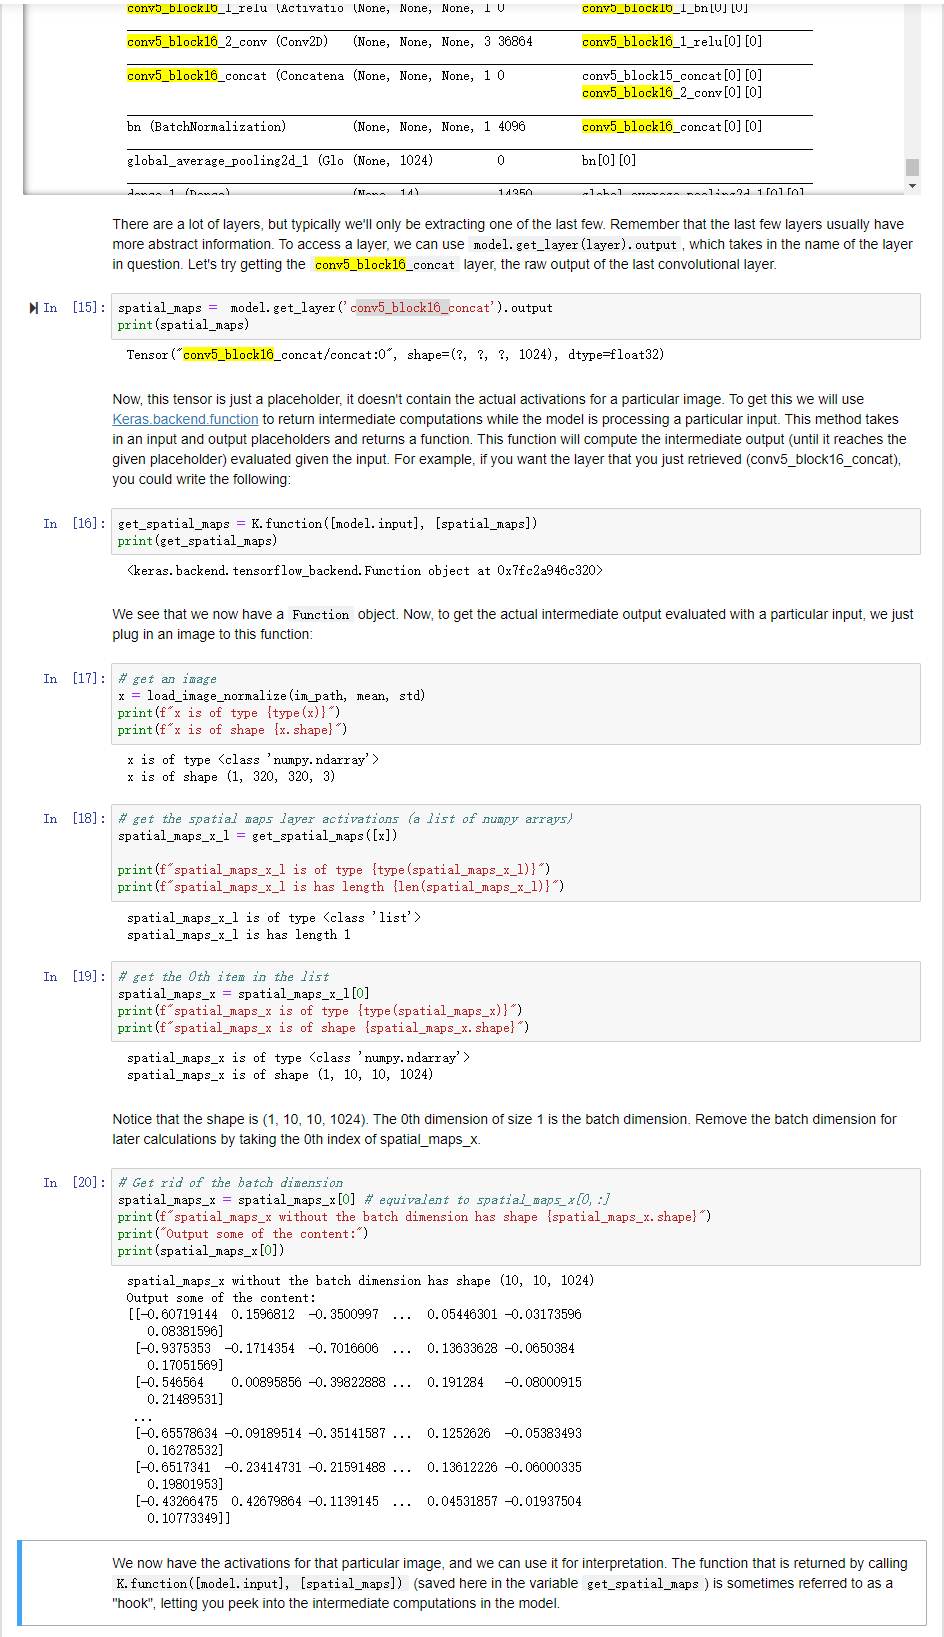 conv5_block16_1_relu (Activatio (None, None, None, 1 0 conv5_block16_1_bn[0][0]
conv5_block16_2_conv (Conv2D) (None, None, None, 3 36864 conv5_block16_1_relu[0][0]
conv5_block16_concat (Concatena (None, None, None, 1 0 conv5_block15_concat[0][0]
conv5_block16_2_conv[0][0]
bn (BatchNormalization) (None, None, None, 1 4096 conv5_block16_concat[0][0]
global_average_pooling2d_1 (Glo (None, 1024) 0 bn[0][0]
dense_1 (Dense) (None, 14) 14350 global_average_pooling2d_1[0][0]
There are a lot of layers, but typically we'll only be extracting one of the last few. Remember that the last few layers usually have
more abstract information. To access a layer, we can use model.get_layer(layer).output , which takes in the name of the layer
in question. Let's try getting the conv5_block16_concat layer, the raw output of the last convolutional layer.
In [15]: spatial_maps = model.get_layer('conv5_block16_concat').output
print(spatial_maps)
Tensor("conv5_block16_concat/concat:0", shape=(?, ?, ?, 1024), dtype=float32)
Now, this tensor is just a placeholder, it doesn't contain the actual activations for a particular image. To get this we will use
Keras.backend.function to return intermediate computations while the model is processing a particular input. This method takes
in an input and output placeholders and returns a function. This function will compute the intermediate output (until it reaches the
given placeholder) evaluated given the input. For example, if you want the layer that you just retrieved (conv5_block16_concat),
you could write the following:
In [16]: get_spatial_maps = K.function([model.input], [spatial_maps])
print(get_spatial_maps)
<keras.backend.tensorflow_backend.Function object at 0x7fc2a946c320>
We see that we now have a Function object. Now, to get the actual intermediate output evaluated with a particular input, we just
plug in an image to this function:
In [17]: # get an image
x = load_image_normalize(im_path, mean, std)
print(f"x is of type {type(x)}")
print(f"x is of shape {x.shape}")
x is of type <class 'numpy.ndarray'>
x is of shape (1, 320, 320, 3)
In [18]: # get the spatial maps layer activations (a list of numpy arrays)
spatial_maps_x_l = get_spatial_maps([x])
print(f"spatial_maps_x_l is of type {type(spatial_maps_x_l)}")
print(f"spatial_maps_x_l is has length {len(spatial_maps_x_l)}")
spatial_maps_x_l is of type <class 'list'>
spatial_maps_x_l is has length 1
In [19]: # get the 0th item in the list
spatial_maps_x = spatial_maps_x_l[0]
print(f"spatial_maps_x is of type {type(spatial_maps_x)}")
print(f"spatial_maps_x is of shape {spatial_maps_x.shape}")
spatial_maps_x is of type <class 'numpy.ndarray'>
spatial_maps_x is of shape (1, 10, 10, 1024)
Notice that the shape is (1, 10, 10, 1024). The 0th dimension of size 1 is the batch dimension. Remove the batch dimension for
later calculations by taking the 0th index of spatial_maps_x.
In [20]: # Get rid of the batch dimension
spatial_maps_x = spatial_maps_x[0] # equivalent to spatial_maps_x[0,:]
print(f"spatial_maps_x without the batch dimension has shape {spatial_maps_x.shape}")
print("Output some of the content:")
print(spatial_maps_x[0])
spatial_maps_x without the batch dimension has shape (10, 10, 1024)
Output some of the content:
[[-0.60719144 0.1596812 -0.3500997 ... 0.05446301 -0.03173596
0.08381596]
[-0.9375353 -0.1714354 -0.7016606 ... 0.13633628 -0.0650384
0.17051569]
[-0.546564 0.00895856 -0.39822888 ... 0.191284 -0.08000915
0.21489531]
...
[-0.65578634 -0.09189514 -0.35141587 ... 0.1252626 -0.05383493
0.16278532]
[-0.6517341 -0.23414731 -0.21591488 ... 0.13612226 -0.06000335
0.19801953]
[-0.43266475 0.42679864 -0.1139145 ... 0.04531857 -0.01937504
0.10773349]]
We now have the activations for that particular image, and we can use it for interpretation. The function that is returned by calling
K.function([model.input], [spatial_maps]) (saved here in the variable get_spatial_maps ) is sometimes referred to as a
"hook", letting you peek into the intermediate computations in the model.